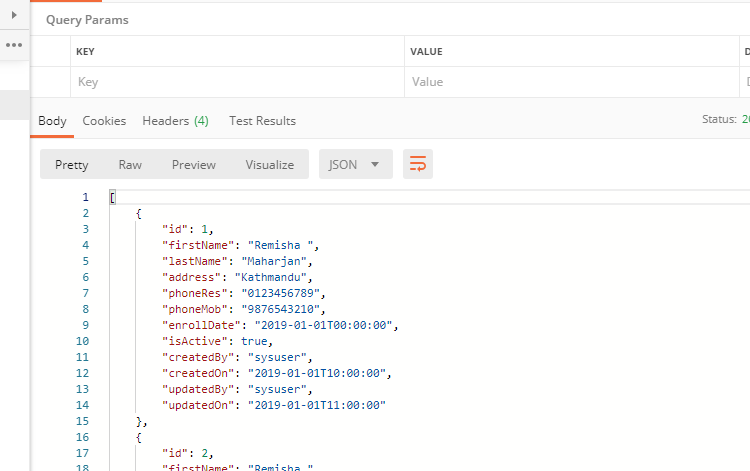 Query Params
KEY VALUE D
Key Value D
Body Cookies Headers (4) Test Results Status: 20
Pretty Raw Preview Visualize JSON
1 [
2 {
3 "id": 1,
4 "firstName": "Remisha ",
5 "lastName": "Maharjan",
6 "address": "Kathmandu",
7 "phoneRes": "0123456789",
8 "phoneMob": "9876543210",
9 "enrollDate": "2019-01-01T00:00:00",
10 "isActive": true,
11 "createdBy": "sysuser",
12 "createdOn": "2019-01-01T10:00:00",
13 "updatedBy": "sysuser",
14 "updatedOn": "2019-01-01T11:00:00"
15 },
16 {
17 "id": 2,
18 "firstName": "Remisha "